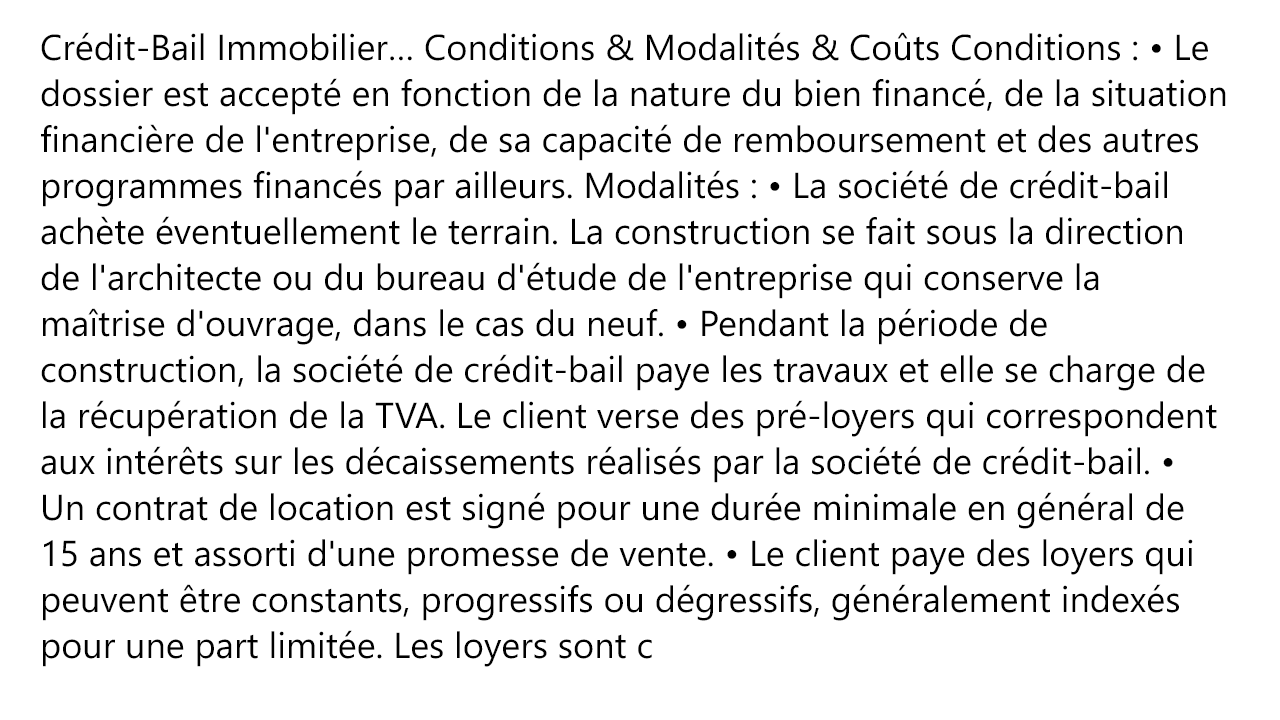 Crédit-Bail Immobilier... Conditions & Modalités & Coûts Conditions : • Le
dossier est accepté en fonction de la nature du bien financé, de la situation
financière de l'entreprise, de sa capacité de remboursement et des autres
programmes financés par ailleurs. Modalités : • La société de crédit-bail
achète éventuellement le terrain. La construction se fait sous la direction
de l'architecte ou du bureau d'étude de l'entreprise qui conserve la
maîtrise d'ouvrage, dans le cas du neuf. • Pendant la période de
construction, la société de crédit-bail paye les travaux et elle se charge de
la récupération de la TVA. Le client verse des pré-loyers qui correspondent
aux intérêts sur les décaissements réalisés par la société de crédit-bail. •
Un contrat de location est signé pour une durée minimale en général de
15 ans et assorti d'une promesse de vente. • Le client paye des loyers qui
peuvent être constants, progressifs ou dégressifs, généralement indexés
pour une part limitée. Les loyers sont c